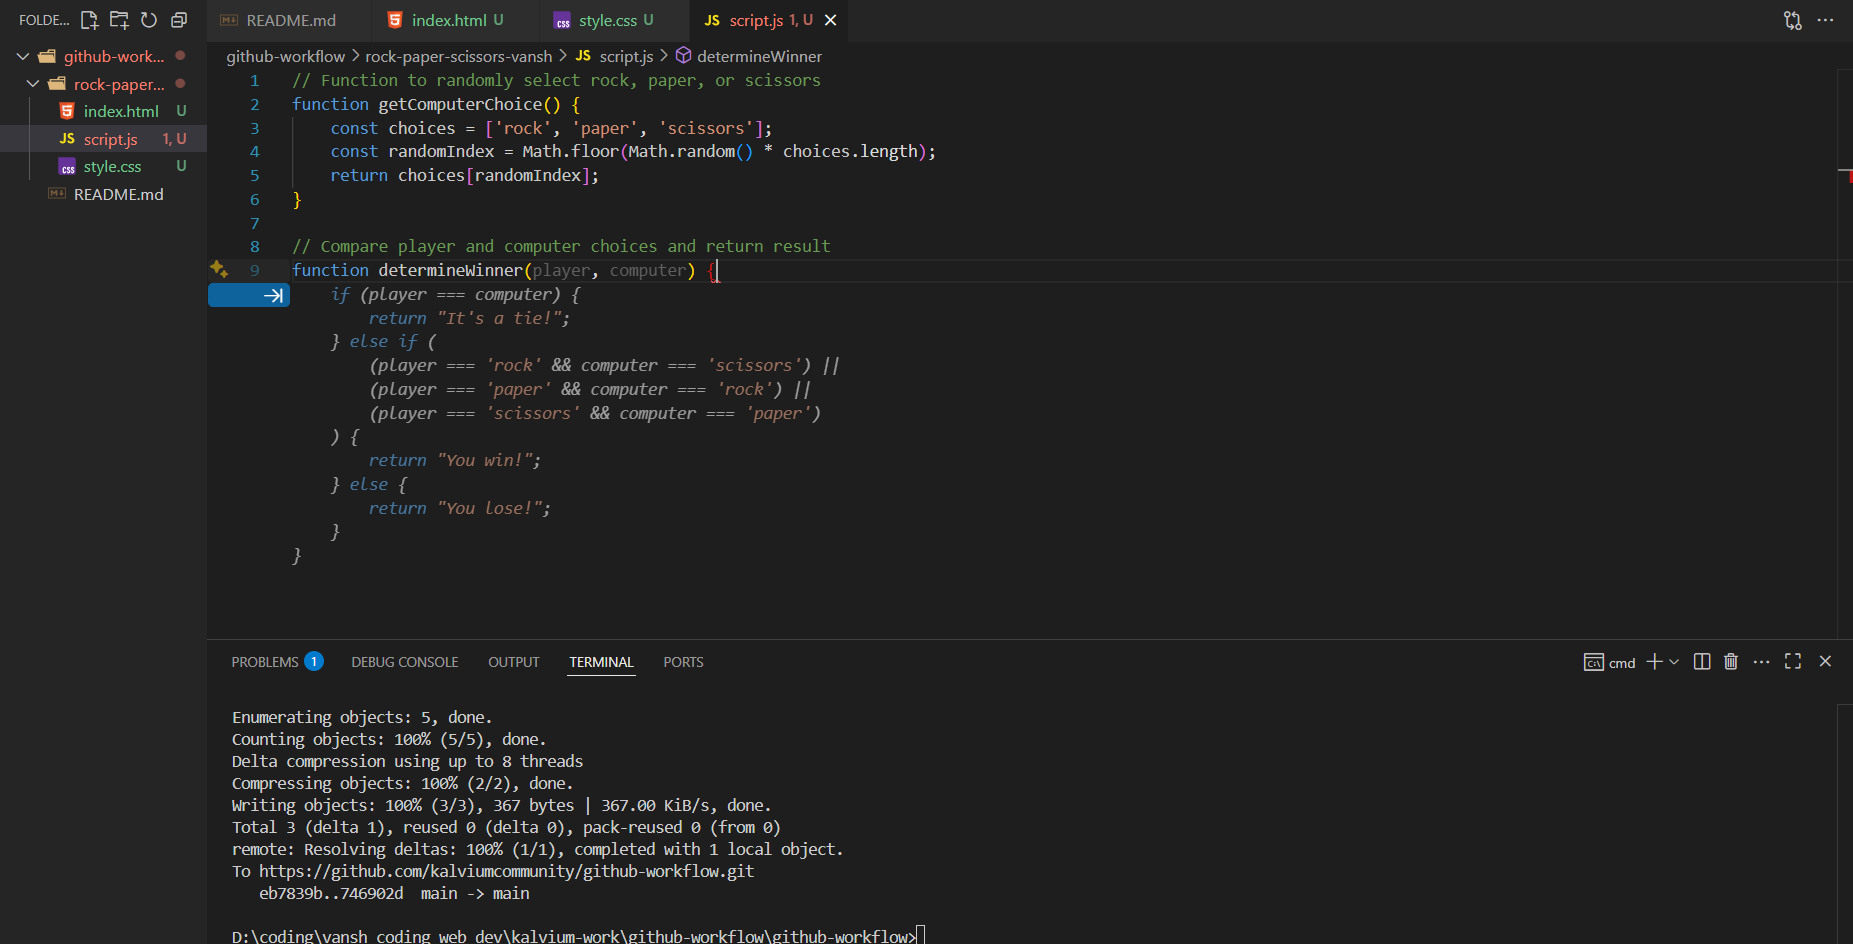 FOLDE...
README.md
index.html U
style.css U
script.js 1, U
github-work...
rock-paper...
index.html U
script.js 1, U
style.css U
README.md
github-workflow > rock-paper-scissors-vansh > JS script.js > determineWinner
1 // Function to randomly select rock, paper, or scissors
2 function getComputerChoice() {
3 const choices = ['rock', 'paper', 'scissors'];
4 const randomIndex = Math.floor(Math.random() * choices.length);
5 return choices[randomIndex];
6 }
7
8 // Compare player and computer choices and return result
9 function determineWinner(player, computer) {
if (player === computer) {
return "It's a tie!";
} else if (
(player === 'rock' && computer === 'scissors') ||
(player === 'paper' && computer === 'rock') ||
(player === 'scissors' && computer === 'paper')
) {
return "You win!";
} else {
return "You lose!";
}
}
PROBLEMS 1 DEBUG CONSOLE OUTPUT TERMINAL PORTS
cmd
Enumerating objects: 5, done.
Counting objects: 100% (5/5), done.
Delta compression using up to 8 threads
Compressing objects: 100% (2/2), done.
Writing objects: 100% (3/3), 367 bytes | 367.00 KiB/s, done.
Total 3 (delta 1), reused 0 (delta 0), pack-reused 0 (from 0)
remote: Resolving deltas: 100% (1/1), completed with 1 local object.
To https://github.com/kalviumcommunity/github-workflow.git
eb7839b..746902d main -> main
D:\coding\vansh coding web dev\kalvium-work\github-workflow\github-workflow>